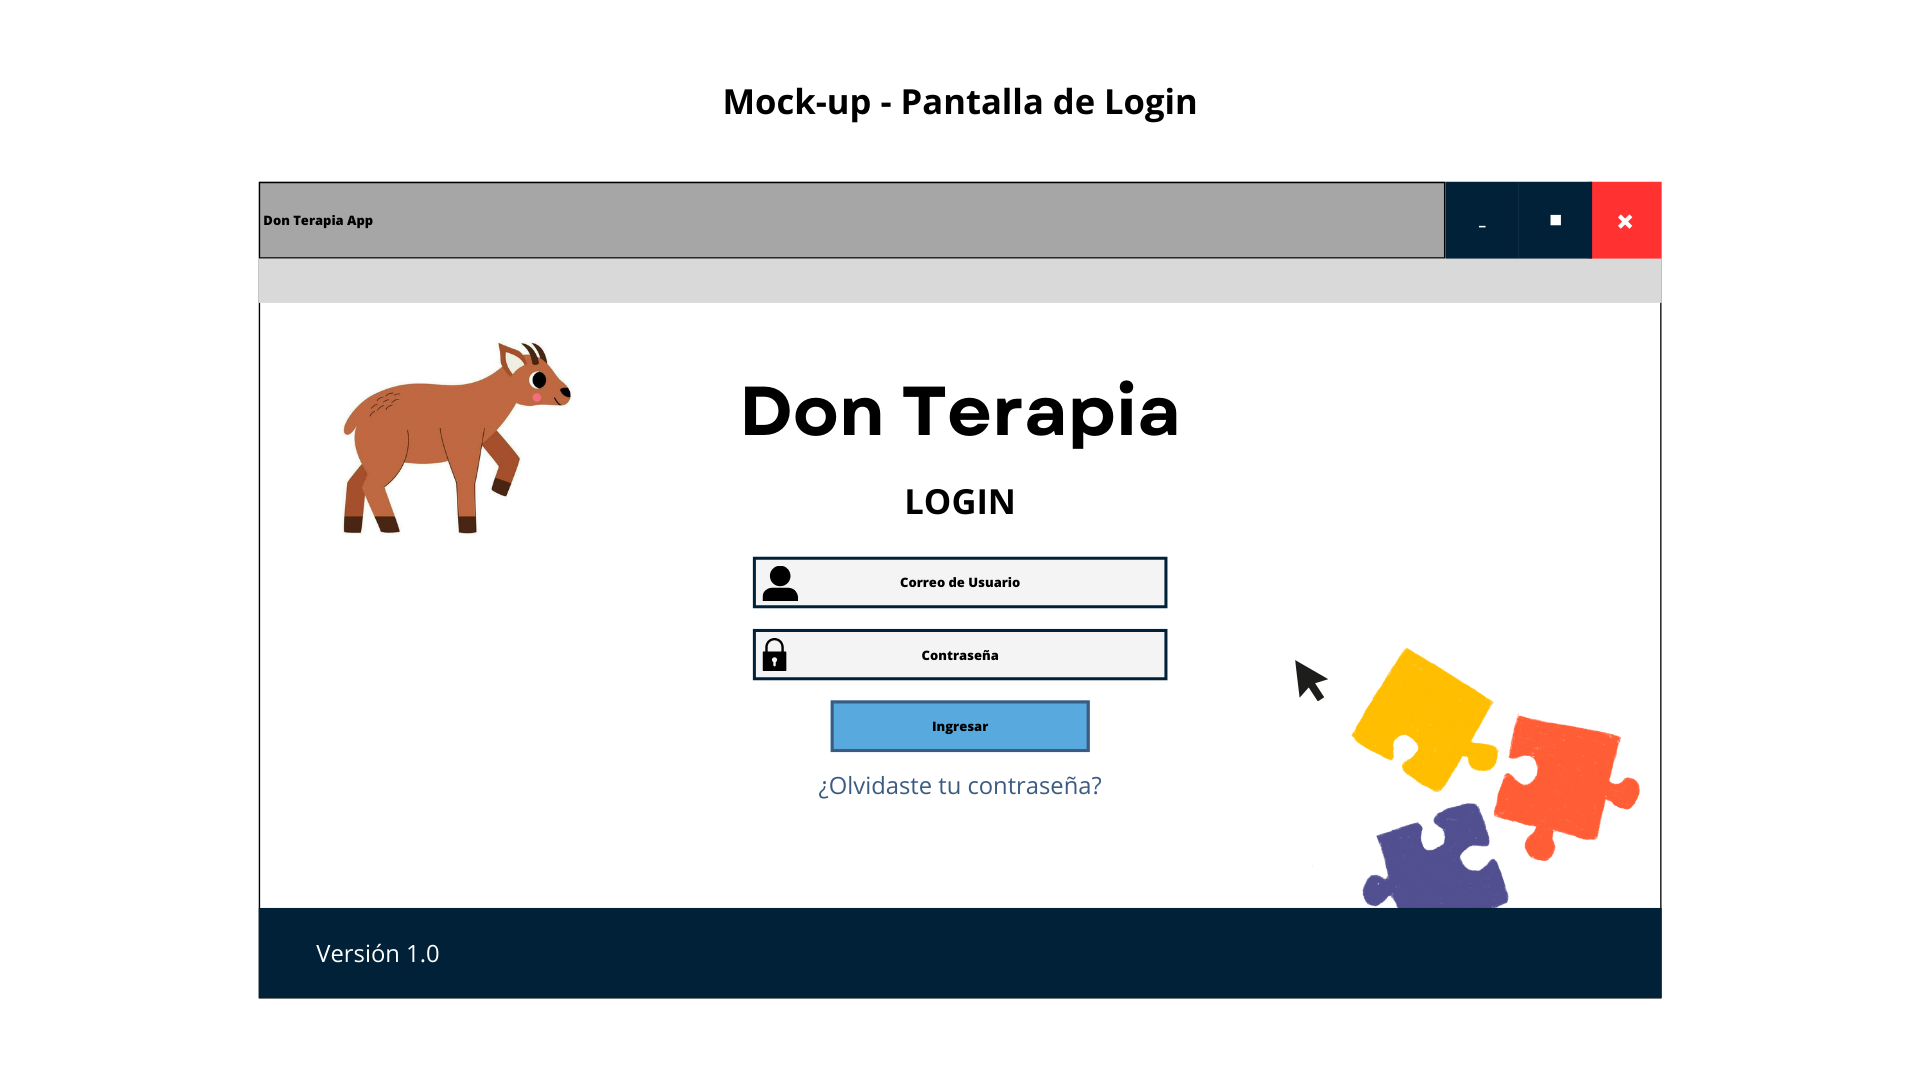 Mock-up - Pantalla de Login
Don Terapia App
Don Terapia
LOGIN
Correo de Usuario
Contraseña
Ingresar
¿Olvidaste tu contraseña?
Versión 1.0